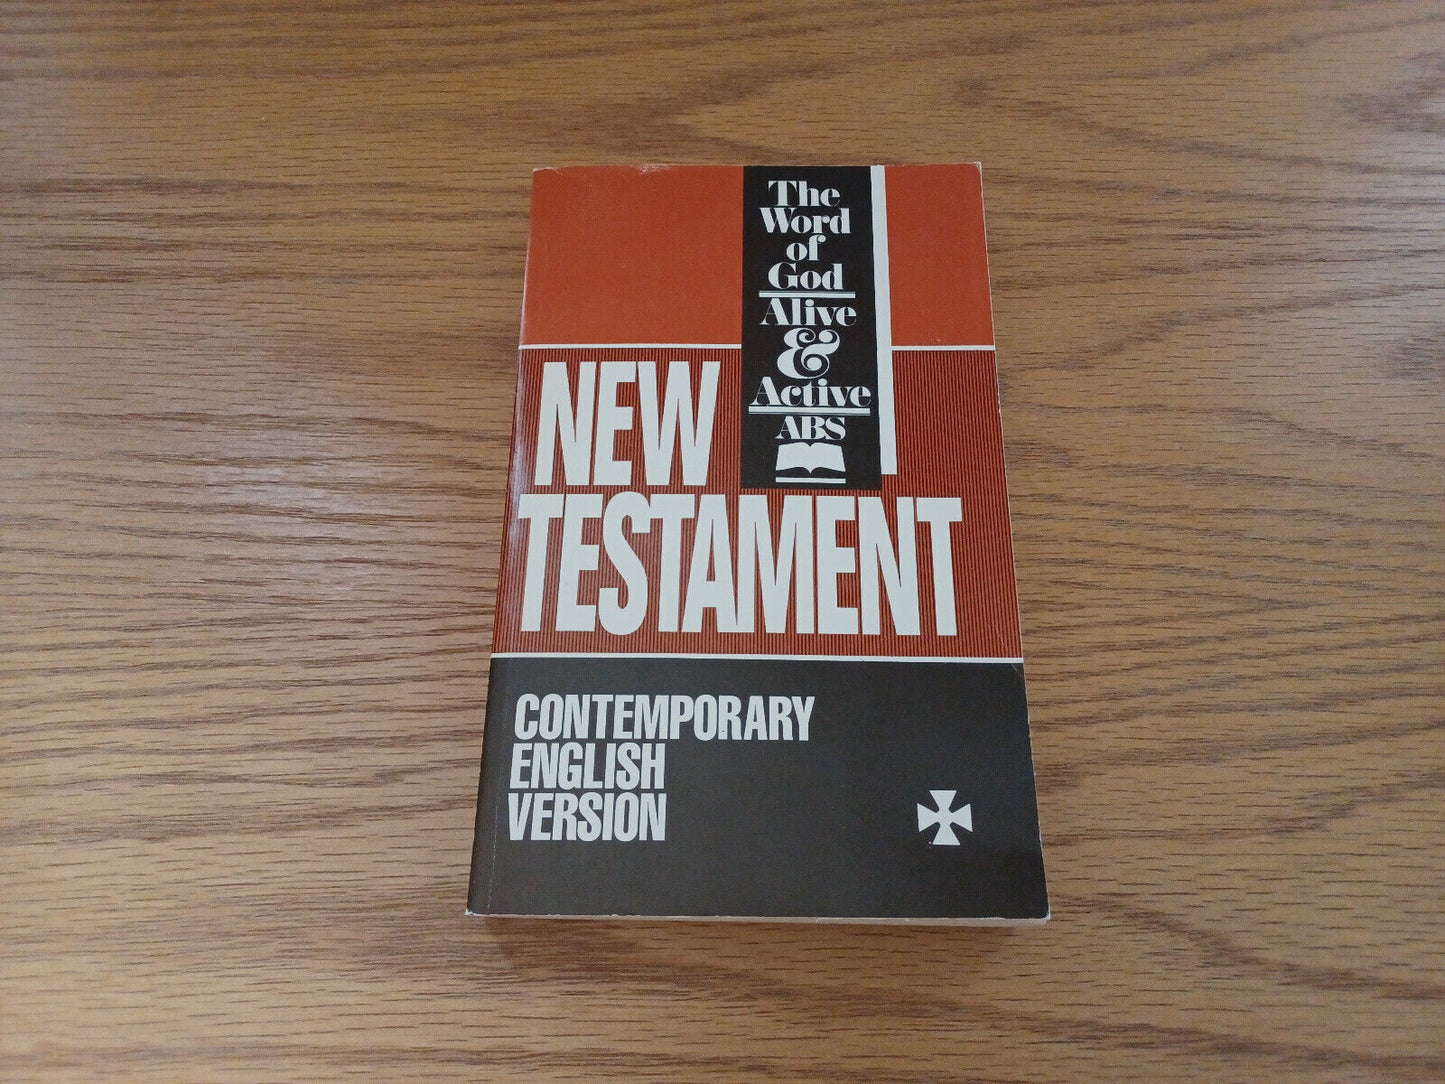 The
Word
of
God
Alive
&
Active
ABS
NEW
TESTAMENT
CONTEMPORARY
ENGLISH
VERSION